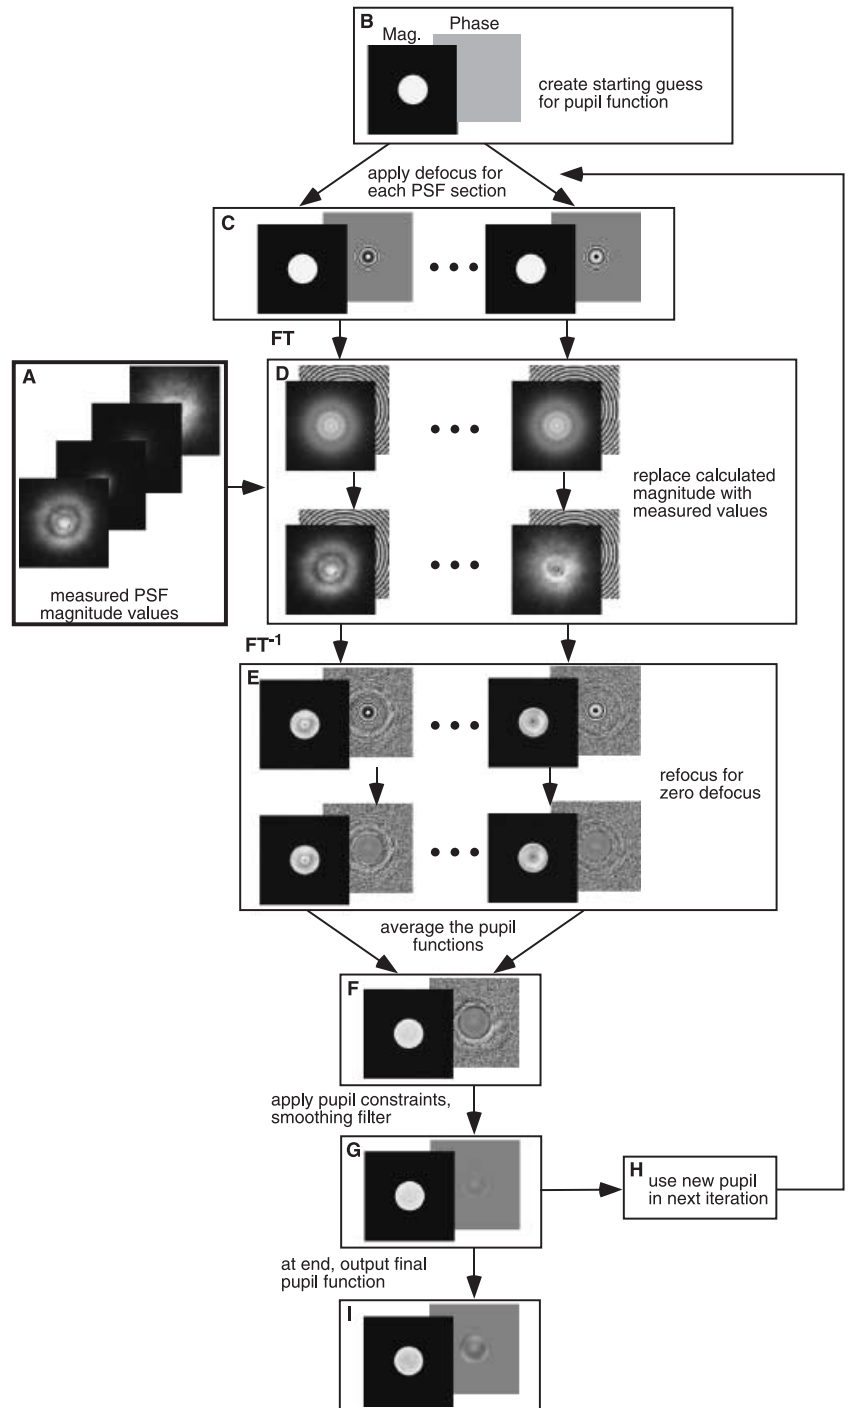 B
Mag.
Phase
create starting guess
for pupil function
apply defocus for
each PSF section
C
FT
A
measured PSF
magnitude values
D
replace calculated
magnitude with
measured values
FT-1
E
refocus for
zero defocus
average the pupil
functions
F
apply pupil constraints,
smoothing filter
G
H
use new pupil
in next iteration
at end, output final
pupil function
I